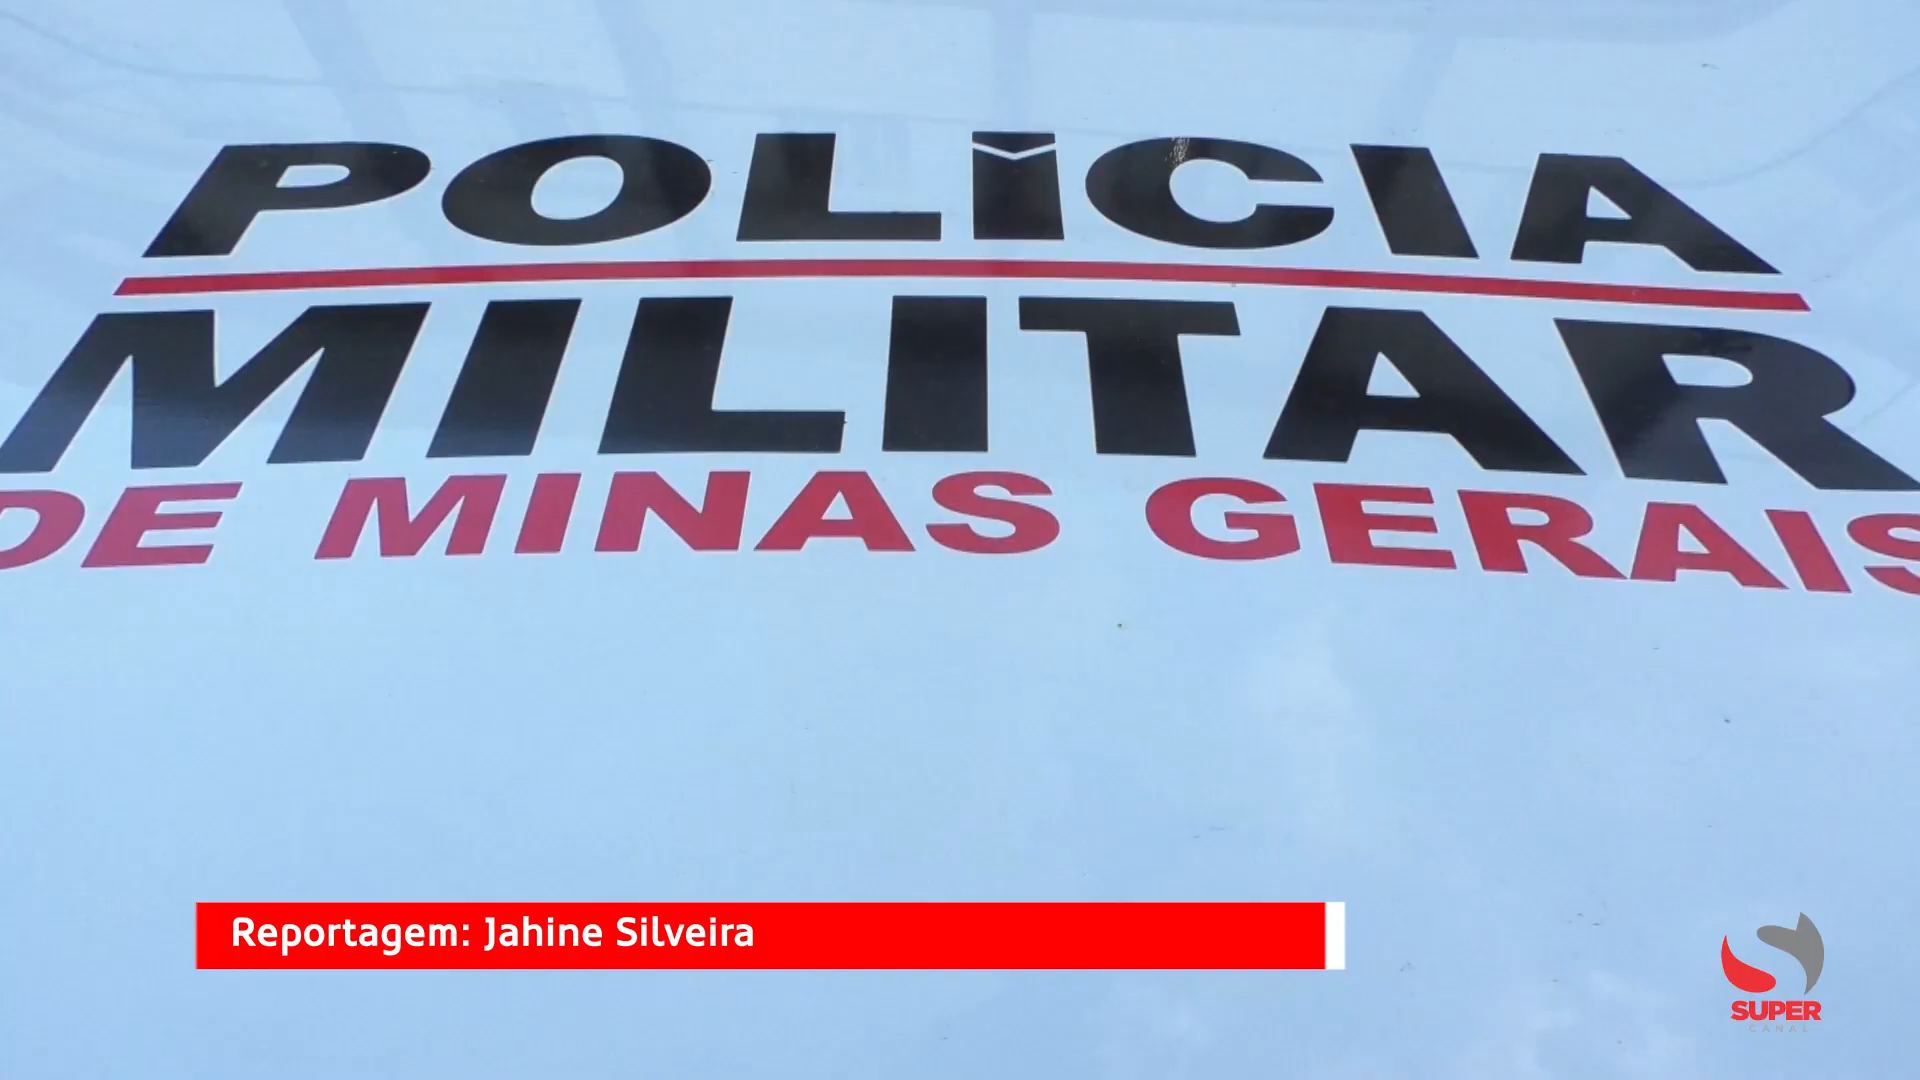 POLÍCIA
MILITAR
DE MINAS GERAIS
Reportagem: Jahine Silveira
SUPER
CANAL